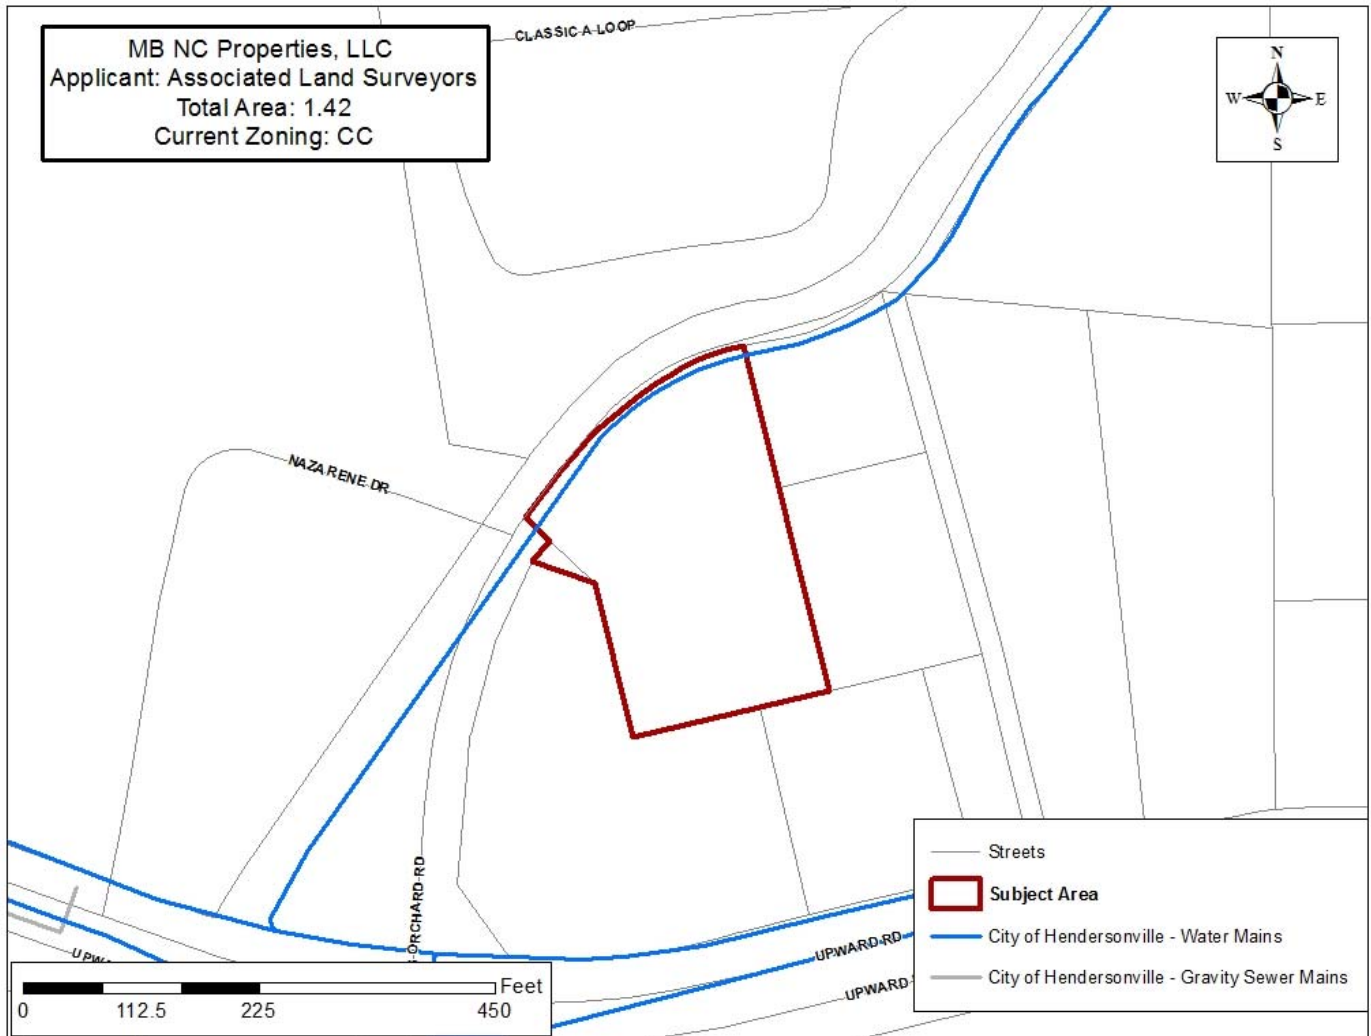 MB NC Properties, LLC
Applicant: Associated Land Surveyors
Total Area: 1.42
Current Zoning: CC
CLASSIC A LOOP
N
W
E
S
NAZARENE DR
ORCHARD RD
UPWARD RD
Streets
Subject Area
City of Hendersonville - Water Mains
City of Hendersonville - Gravity Sewer Mains
Feet
0
112.5
225
450